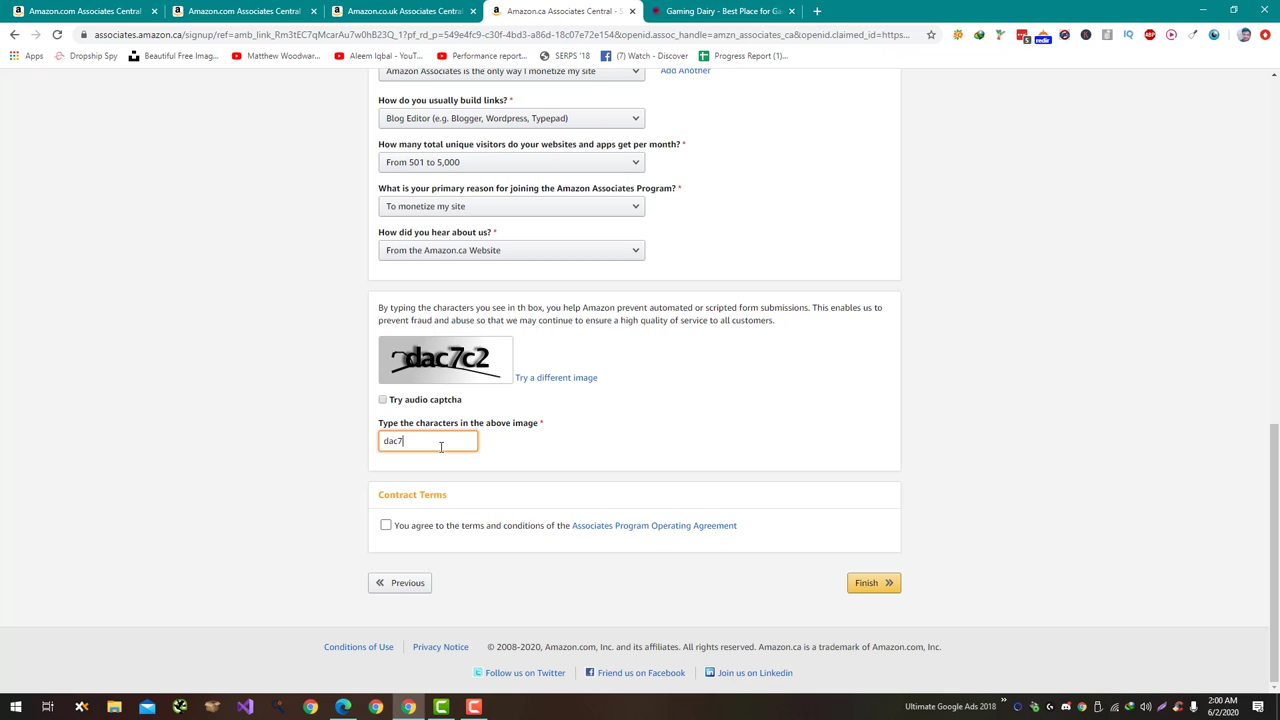 Amazon.com Associates Central
Amazon.com Associates Central
Amazon.co.uk Associates Central
Amazon.ca Associates Central - S
Gaming Dairy - Best Place for Ga
associates.amazon.ca/signup/ref=amb_link_Rm3tEC7qMcarAu7w0hB23Q_1?pf_rd_p=549e4fc9-c30f-4bd3-a86d-18c07e72e154&openid.assoc_handle=amzn_associates_ca&openid.claimed_id=https...
Apps
Dropship Spy
Beautiful Free Imag...
Matthew Woodwar...
Aleem Iqbal - YouT...
Performance report...
SERPS '18
(7) Watch - Discover
Progress Report (1)...
Amazon Associates is the only way I monetize my site
Add Another
How do you usually build links? *
Blog Editor (e.g. Blogger, Wordpress, Typepad)
How many total unique visitors do your websites and apps get per month? *
From 501 to 5,000
What is your primary reason for joining the Amazon Associates Program? *
To monetize my site
How did you hear about us? *
From the Amazon.ca Website
By typing the characters you see in th box, you help Amazon prevent automated or scripted form submissions. This enables us to
prevent fraud and abuse so that we may continue to ensure a high quality of service to all customers.
dac7c2
Try a different image
Try audio captcha
Type the characters in the above image *
dac7
Contract Terms
You agree to the terms and conditions of the Associates Program Operating Agreement
Previous
Finish
Conditions of Use
Privacy Notice
© 2008-2020, Amazon.com, Inc. and its affiliates. All rights reserved. Amazon.ca is a trademark of Amazon.com, Inc.
Follow us on Twitter
Friend us on Facebook
Join us on Linkedin
Ultimate Google Ads 2018
2:00 AM
6/2/2020